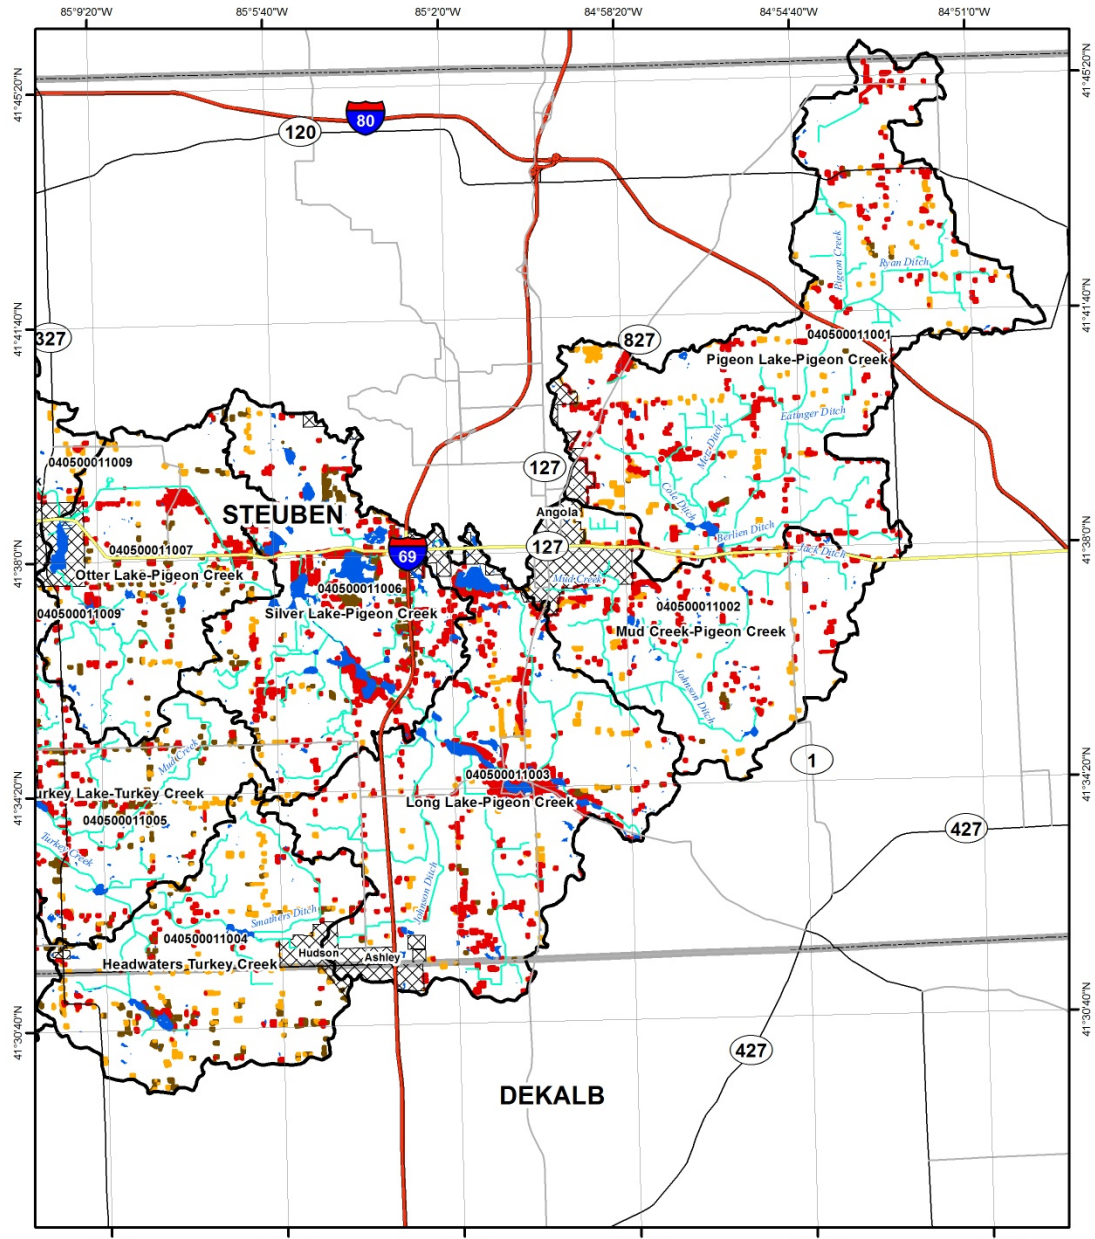 85°9'20"W
85°5'40"W
85°2'0"W
84°58'20"W
84°54'40"W
84°51'0"W
41°45'20"N
41°45'20"N
80
120
Pigeon Creek
Ryan Ditch
41°41'40"N
41°41'40"N
327
827
040500011001
Pigeon Lake-Pigeon Creek
Eatinger Ditch
Metz Ditch
040500011009
127
Cole Ditch
STEUBEN
Angola
Berlien Ditch
41°38'0"N
41°38'0"N
040500011007
69
127
Jack Ditch
Otter Lake-Pigeon Creek
Mud Creek
040500011006
040500011009
Silver Lake-Pigeon Creek
040500011002
Mud Creek-Pigeon Creek
Johnson Ditch
Mud Creek
1
040500011003
41°34'20"N
41°34'20"N
urkey Lake-Turkey Creek
Long Lake-Pigeon Creek
040500011005
427
Turkey Creek
Johnson Ditch
Smathers Ditch
040500011004
Hudson
Ashley
Headwaters Turkey Creek
41°30'40"N
41°30'40"N
427
DEKALB